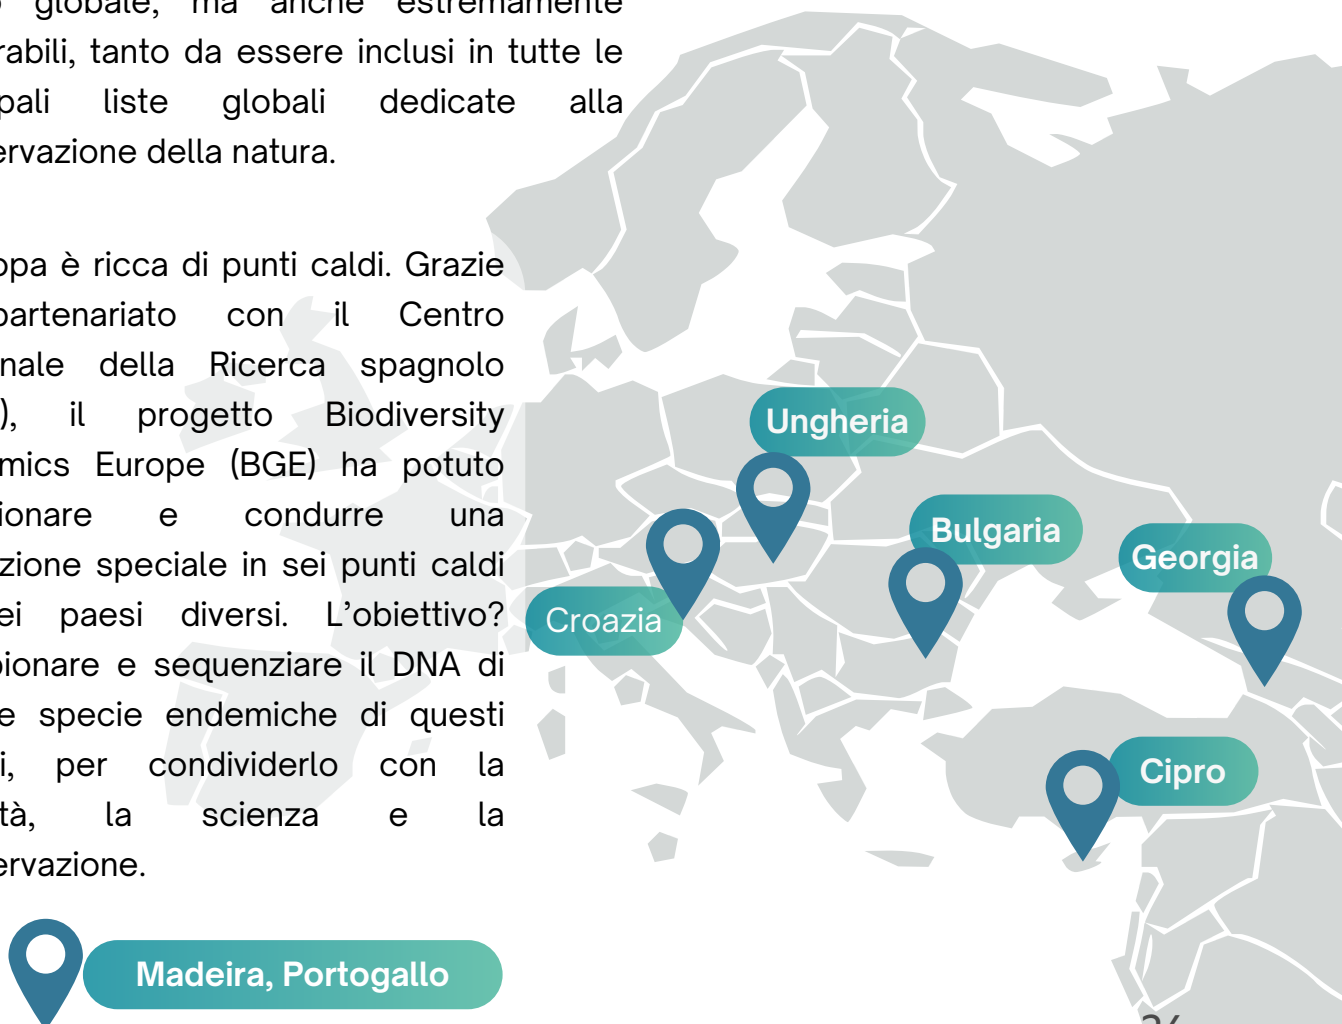 globale, ma anche estremamente
rabili, tanto da essere inclusi in tutte le
pali liste globali dedicate alla
ervazione della natura.
opa è ricca di punti caldi. Grazie
partenariato con il Centro
nale della Ricerca spagnolo
), il progetto Biodiversity
mics Europe (BGE) ha potuto
ionare e condurre una
zione speciale in sei punti caldi
ei paesi diversi. L’obiettivo?
pionare e sequenziare il DNA di
e specie endemiche di questi
i, per condividerlo con la
tà, la scienza e la
ervazione.
Ungheria
Bulgaria
Georgia
Croazia
Cipro
Madeira, Portogallo